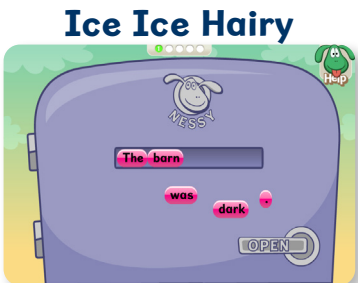 Ice Ice Hairy
1
Help
NESSY
The barn
was
dark .
OPEN